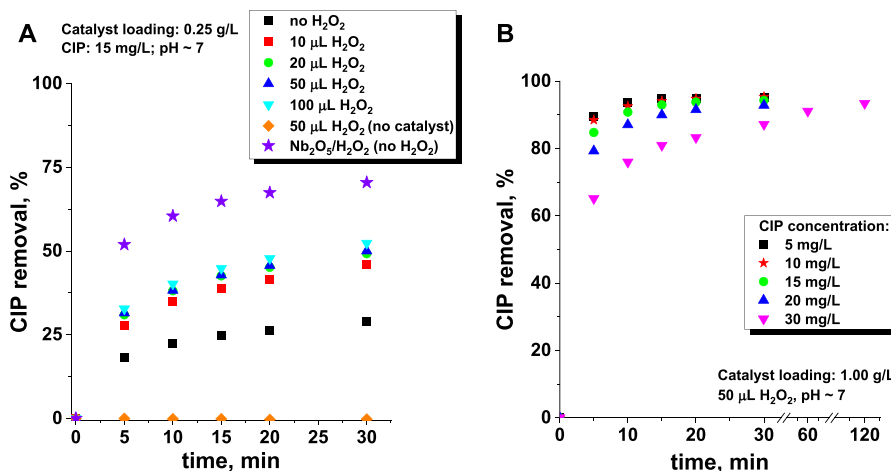 A
Catalyst loading: 0.25 g/L
CIP: 15 mg/L; pH ~ 7
no H₂O₂
10 μL H₂O₂
20 μL H₂O₂
50 μL H₂O₂
100 μL H₂O₂
50 μL H₂O₂ (no catalyst)
Nb₂O₅/H₂O₂ (no H₂O₂)
100
75
50
25
0
CIP removal, %
0 5 10 15 20 25 30
time, min
B
100
80
60
40
20
0
CIP removal, %
CIP concentration:
5 mg/L
10 mg/L
15 mg/L
20 mg/L
30 mg/L
Catalyst loading: 1.00 g/L
50 μL H₂O₂, pH ~ 7
0 10 20 30 60 120
time, min